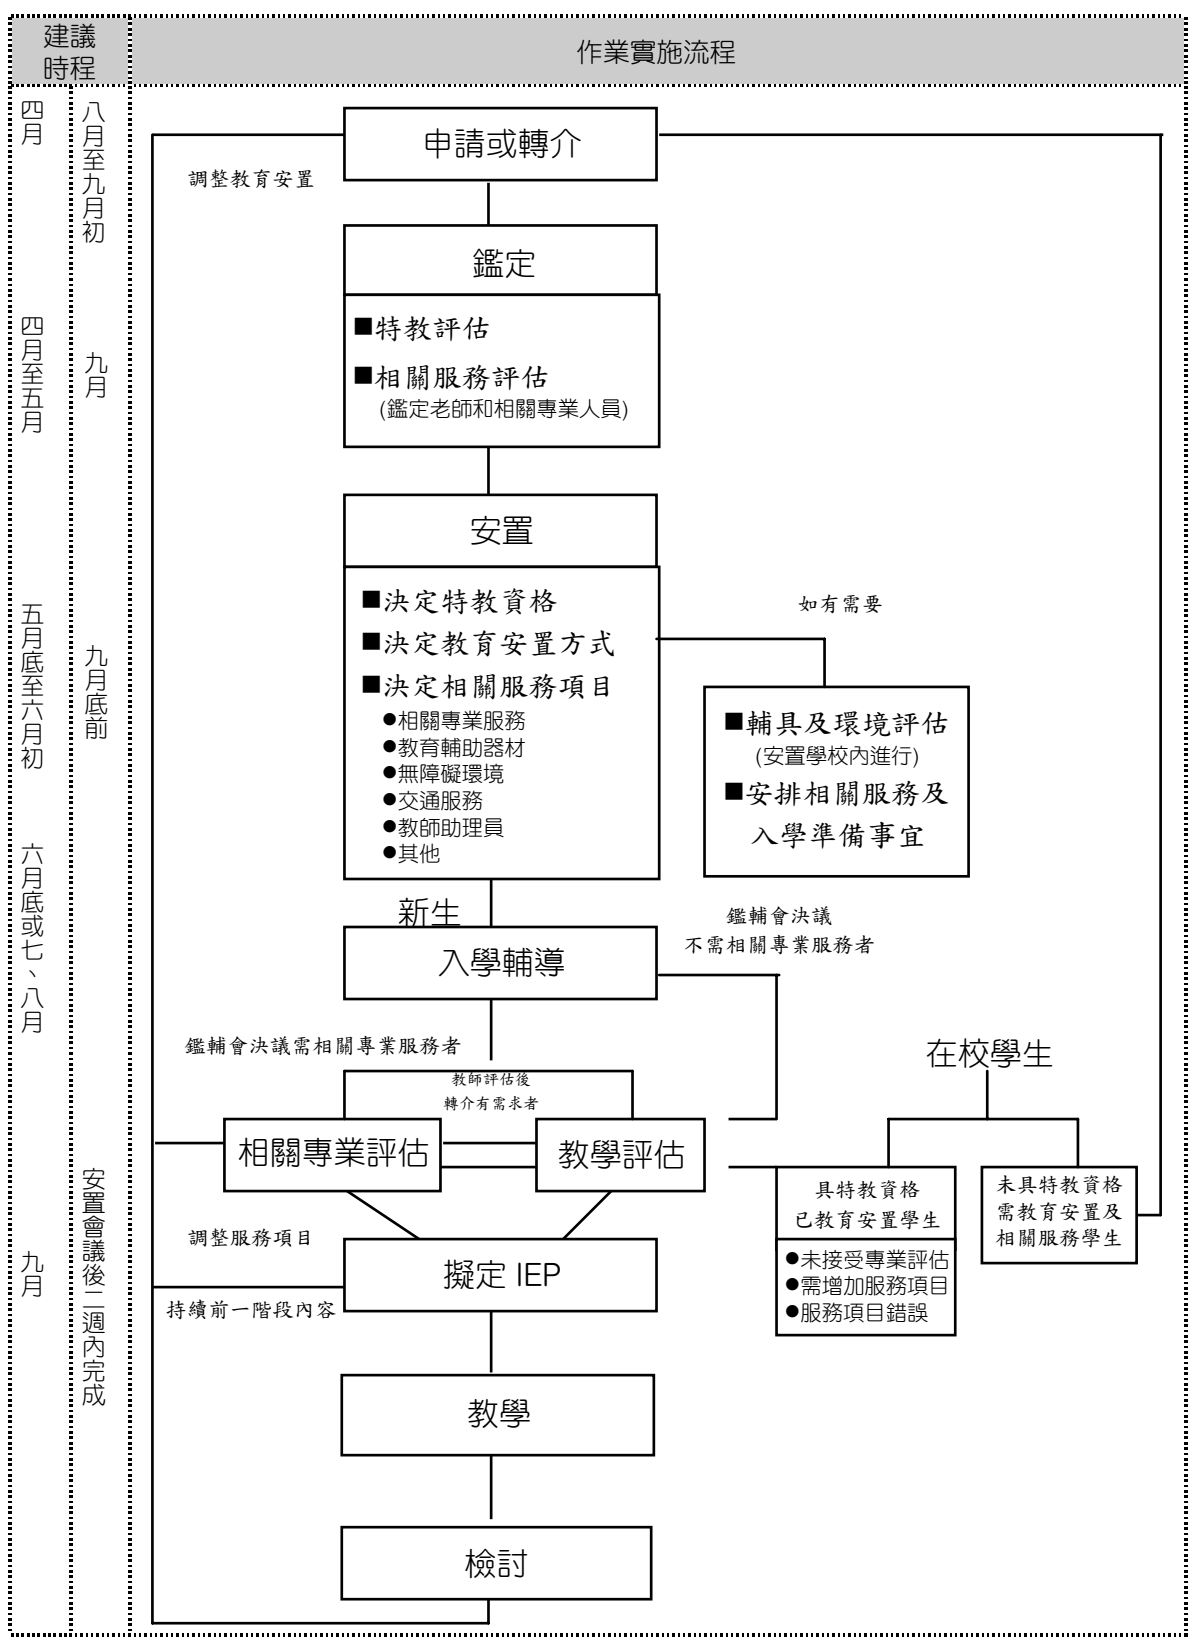 建議
時程
作業實施流程
四月
八月至九月初
四月至五月
九月
五月底至六月初
九月底前
六月底或七、八月
九月
安置會議後二週內完成
申請或轉介
調整教育安置
鑑定
■特教評估
■相關服務評估
(鑑定老師和相關專業人員)
安置
■決定特教資格
■決定教育安置方式
■決定相關服務項目
●相關專業服務
●教育輔助器材
●無障礙環境
●交通服務
●教師助理員
●其他
如有需要
■輔具及環境評估
(安置學校內進行)
■安排相關服務及
入學準備事宜
新生
入學輔導
鑑輔會決議
不需相關專業服務者
鑑輔會決議需相關專業服務者
教師評估後
轉介有需求者
相關專業評估
教學評估
在校學生
具特教資格
已教育安置學生
●未接受專業評估
●需增加服務項目
●服務項目錯誤
未具特教資格
需教育安置及
相關服務學生
調整服務項目
擬定 IEP
持續前一階段內容
教學
檢討